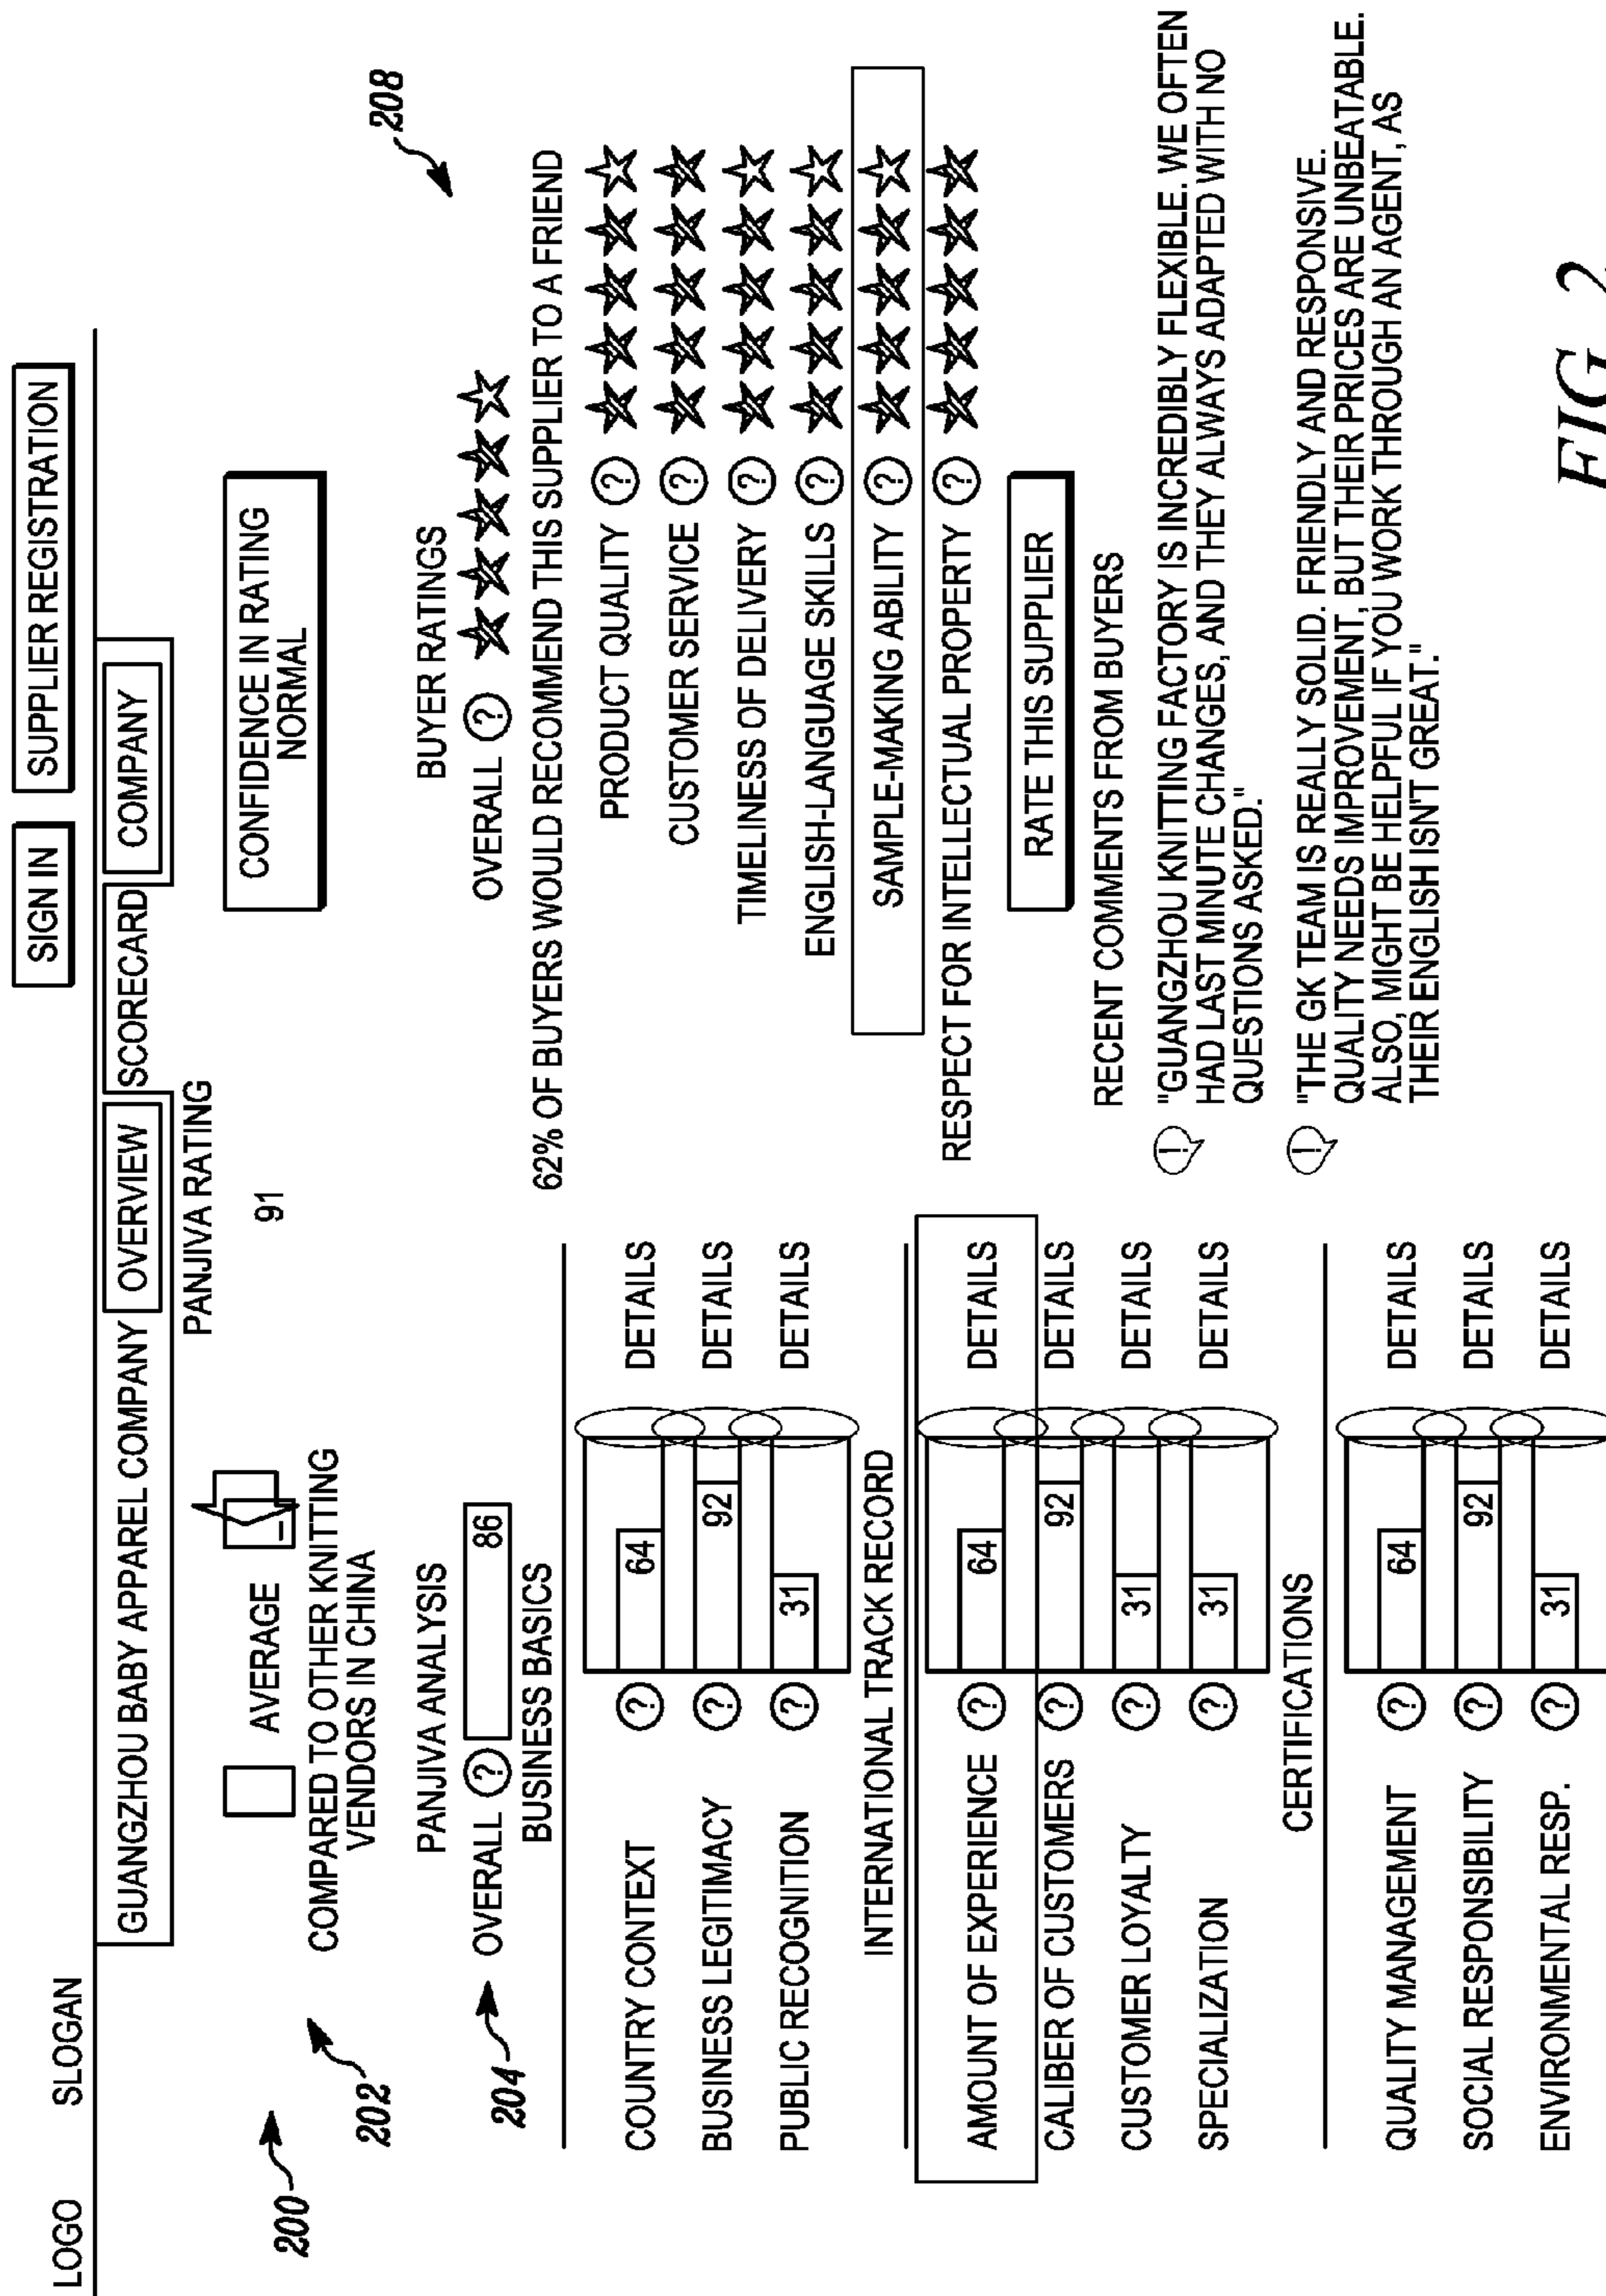 LOGO SLOGAN SIGN IN SUPPLIER REGISTRATION
GUANGZHOU BABY APPAREL COMPANY OVERVIEW SCORECARD COMPANY
PANJIVA RATING
AVERAGE
91
CONFIDENCE IN RATING
NORMAL
COMPARED TO OTHER KNITTING
VENDORS IN CHINA
200
202
PANJIVA ANALYSIS
204 OVERALL ? 86
BUSINESS BASICS
COUNTRY CONTEXT ? 64 DETAILS
BUSINESS LEGITIMACY ? 92 DETAILS
PUBLIC RECOGNITION ? 31 DETAILS
INTERNATIONAL TRACK RECORD
AMOUNT OF EXPERIENCE ? 64 DETAILS
CALIBER OF CUSTOMERS ? 92 DETAILS
CUSTOMER LOYALTY ? 31 DETAILS
SPECIALIZATION ? 31 DETAILS
CERTIFICATIONS
QUALITY MANAGEMENT ? 64 DETAILS
SOCIAL RESPONSIBILITY ? 92 DETAILS
ENVIRONMENTAL RESP. ? 31 DETAILS
208
BUYER RATINGS
OVERALL ?
62% OF BUYERS WOULD RECOMMEND THIS SUPPLIER TO A FRIEND
PRODUCT QUALITY ?
CUSTOMER SERVICE ?
TIMELINESS OF DELIVERY ?
ENGLISH-LANGUAGE SKILLS ?
SAMPLE-MAKING ABILITY ?
RESPECT FOR INTELLECTUAL PROPERTY ?
RATE THIS SUPPLIER
RECENT COMMENTS FROM BUYERS
! "GUANGZHOU KNITTING FACTORY IS INCREDIBLY FLEXIBLE. WE OFTEN
HAD LAST MINUTE CHANGES, AND THEY ALWAYS ADAPTED WITH NO
QUESTIONS ASKED."
! "THE GK TEAM IS REALLY SOLID. FRIENDLY AND RESPONSIVE.
QUALITY NEEDS IMPROVEMENT, BUT THEIR PRICES ARE UNBEATABLE.
ALSO, MIGHT BE HELPFUL IF YOU WORK THROUGH AN AGENT, AS
THEIR ENGLISH ISN'T GREAT."
FIG. 2